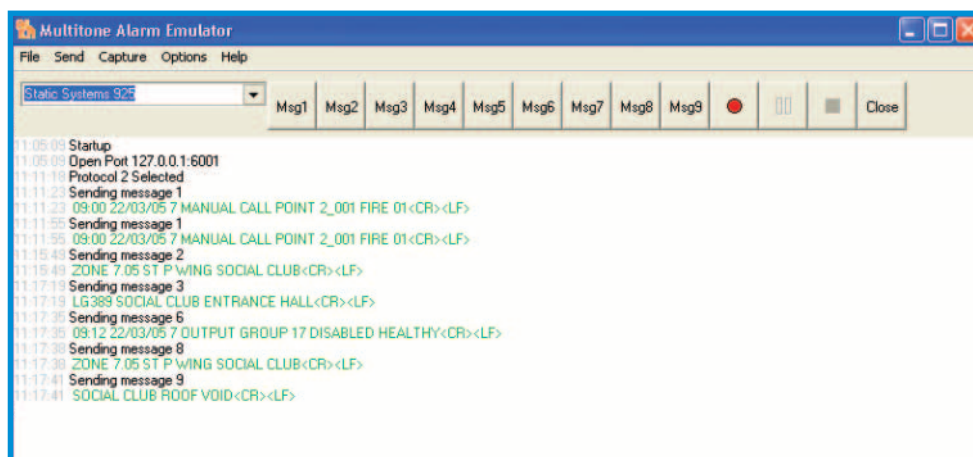 Multitone Alarm Emulator
File Send Capture Options Help
Static Systems 925
Msg1 Msg2 Msg3 Msg4 Msg5 Msg6 Msg7 Msg8 Msg9 Close
11:05:09 Startup
11:05:09 Open Port 127.0.0.1:6001
11:11:18 Protocol 2 Selected
11:11:23 Sending message 1
11:11:23 09:00 22/03/05 7 MANUAL CALL POINT 2_001 FIRE 01<CR><LF>
11:11:55 Sending message 1
11:11:55 09:00 22/03/05 7 MANUAL CALL POINT 2_001 FIRE 01<CR><LF>
11:15:49 Sending message 2
11:15:49 ZONE 7.05 ST P WING SOCIAL CLUB<CR><LF>
11:17:19 Sending message 3
11:17:19 LG389 SOCIAL CLUB ENTRANCE HALL<CR><LF>
11:17:35 Sending message 6
11:17:35 09:12 22/03/05 7 OUTPUT GROUP 17 DISABLED HEALTHY<CR><LF>
11:17:38 Sending message 8
11:17:38 ZONE 7.05 ST P WING SOCIAL CLUB<CR><LF>
11:17:41 Sending message 9
11:17:41 SOCIAL CLUB ROOF VOID<CR><LF>